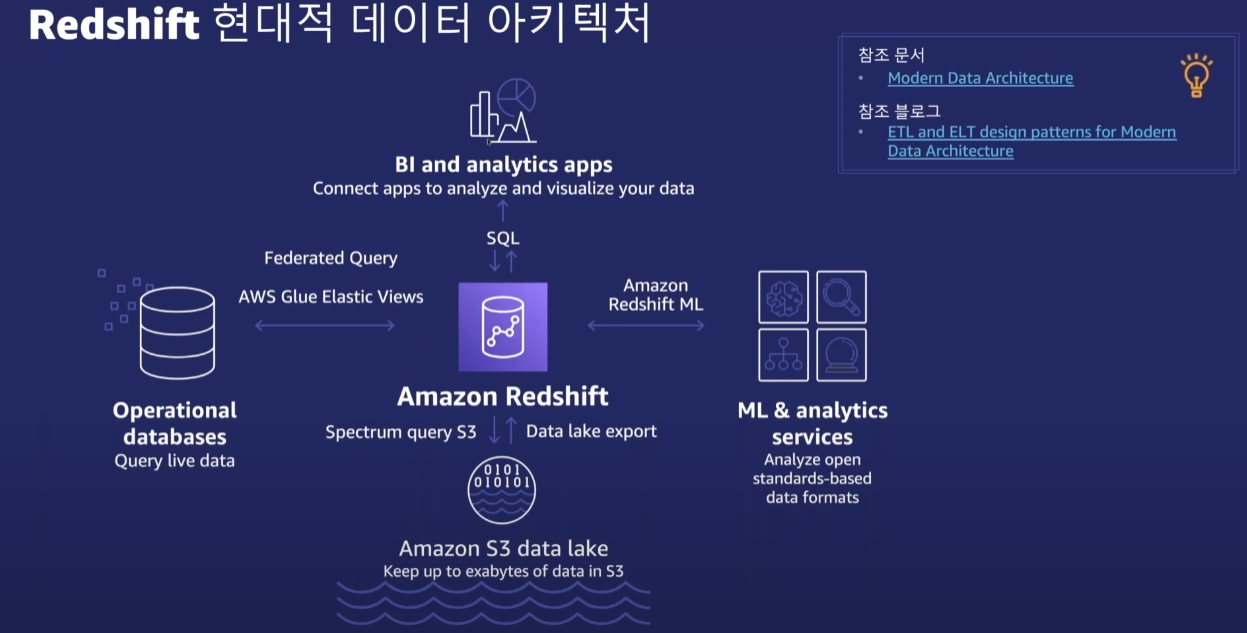 Redshift 현대적 데이터 아키텍처
참조 문서
• Modern Data Architecture
참조 블로그
• ETL and ELT design patterns for Modern
Data Architecture
BI and analytics apps
Connect apps to analyze and visualize your data
SQL
Federated Query
AWS Glue Elastic Views
Amazon
Redshift ML
Operational
databases
Query live data
Amazon Redshift
ML & analytics
services
Analyze open
standards-based
data formats
Spectrum query S3
Data lake export
0101
010101
Amazon S3 data lake
Keep up to exabytes of data in S3